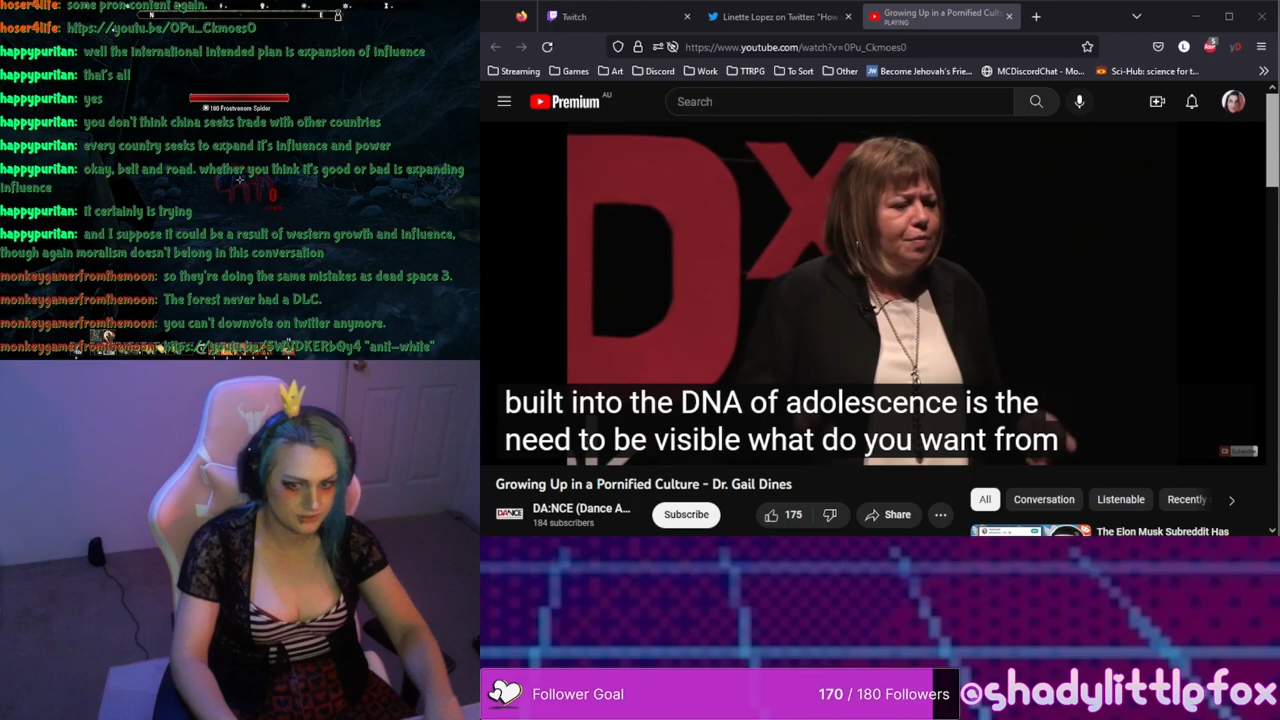 hoser4life: some pron content again.
hoser4life: https://youtu.be/0Pu_Ckmoes0
happypuritan: well the international intended plan is expansion of influence
happypuritan: that's all
happypuritan: yes
160 Frostvenom Spider
happypuritan: you don't think china seeks trade with other countries
happypuritan: every country seeks to expand it's influence and power
happypuritan: okay, belt and road. whether you think it's good or bad is expanding
influence
0
happypuritan: it certainly is trying
happypuritan: and I suppose it could be a result of western growth and influence,
though again moralism doesn't belong in this conversation
monkeygamerfromthemoon: so they're doing the same mistakes as dead space 3.
monkeygamerfromthemoon: The forest never had a DLC.
monkeygamerfromthemoon: you can't downvote on twitter anymore.
monkeygamerfromthemoon: "anit-white"
Twitch
Linette Lopez on Twitter: "How
Growing Up in a Pornified Cult
PLAYING
https://www.youtube.com/watch?v=0Pu_Ckmoes0
Streaming Games Art Discord Work TTRPG To Sort Other Become Jehovah's Frie... MCDiscordChat - Mo... Sci-Hub: science for t...
Premium AU
Search
DX
built into the DNA of adolescence is the
need to be visible what do you want from
Subscribe
Growing Up in a Pornified Culture - Dr. Gail Dines
DA:NCE (Dance A...
184 subscribers
Subscribe
175
Share
All Conversation Listenable Recently
The Elon Musk Subreddit Has
Follower Goal 170 / 180 Followers
@shadylittlefox